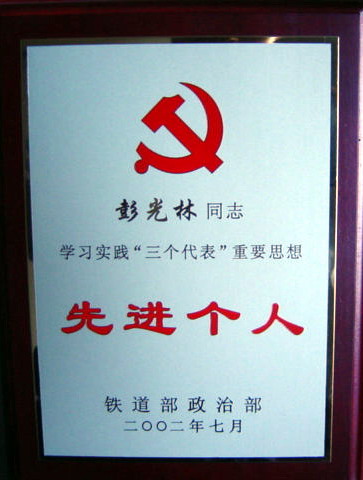 彭光林 同志
学习实践“三个代表”重要思想
先进个人
铁道部政治部
二〇〇二年七月